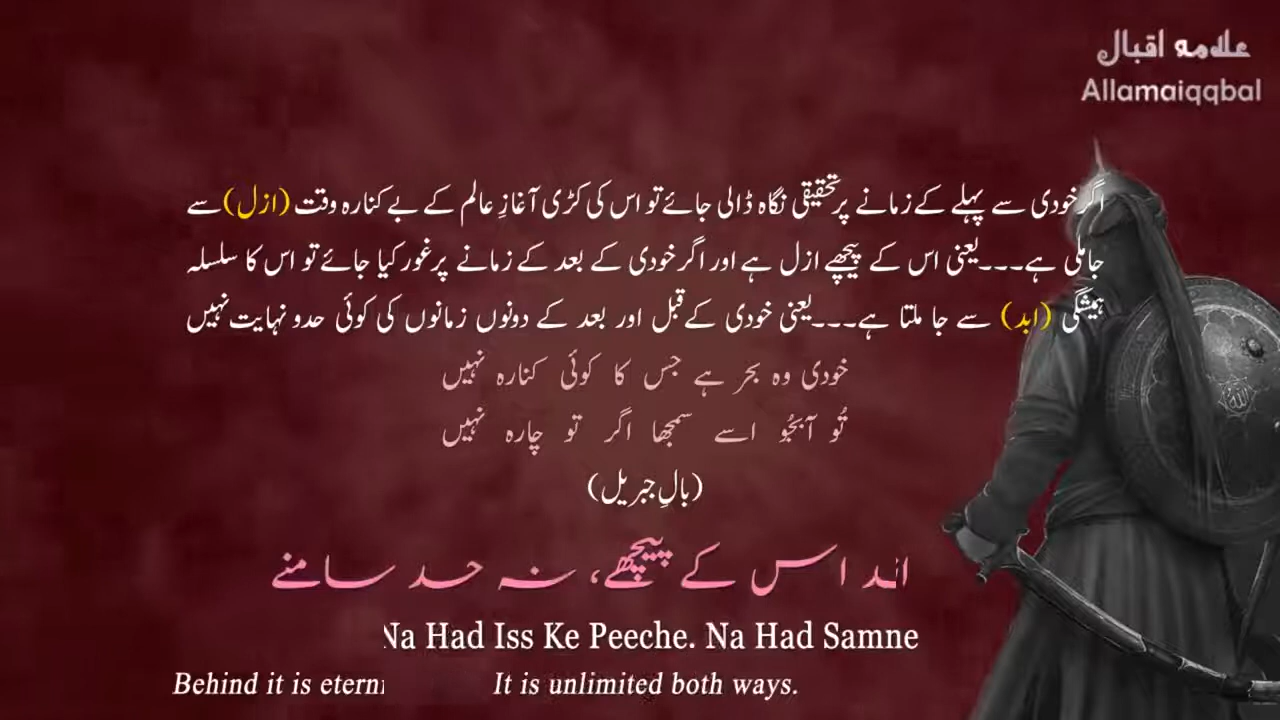 علامہ اقبال
Allamaiqqbal
اگر خودی سے پہلے کے زمانے پر تحقیقی نگاہ ڈالی جائے تو اس کی کڑی آغازِ عالم کے بے کنارہ وقت (ازل) سے
جا ملی ہے۔۔۔یعنی اس کے پیچھے ازل ہے اور اگر خودی کے بعد کے زمانے پر غور کیا جائے تو اس کا سلسلہ
ہمیشگی (ابد) سے جا ملتا ہے۔۔۔یعنی خودی کے قبل اور بعد کے دونوں زمانوں کی کوئی حد و نہایت نہیں
خودی وہ بحر ہے جس کا کوئی کنارہ نہیں
تُو آبجُو اسے سمجھا اگر تو چارہ نہیں
(بالِ جبریل)
اس کے پیچھے، نہ حد سامنے
Na Had Iss Ke Peeche. Na Had Samne
Behind it is eterni It is unlimited both ways.